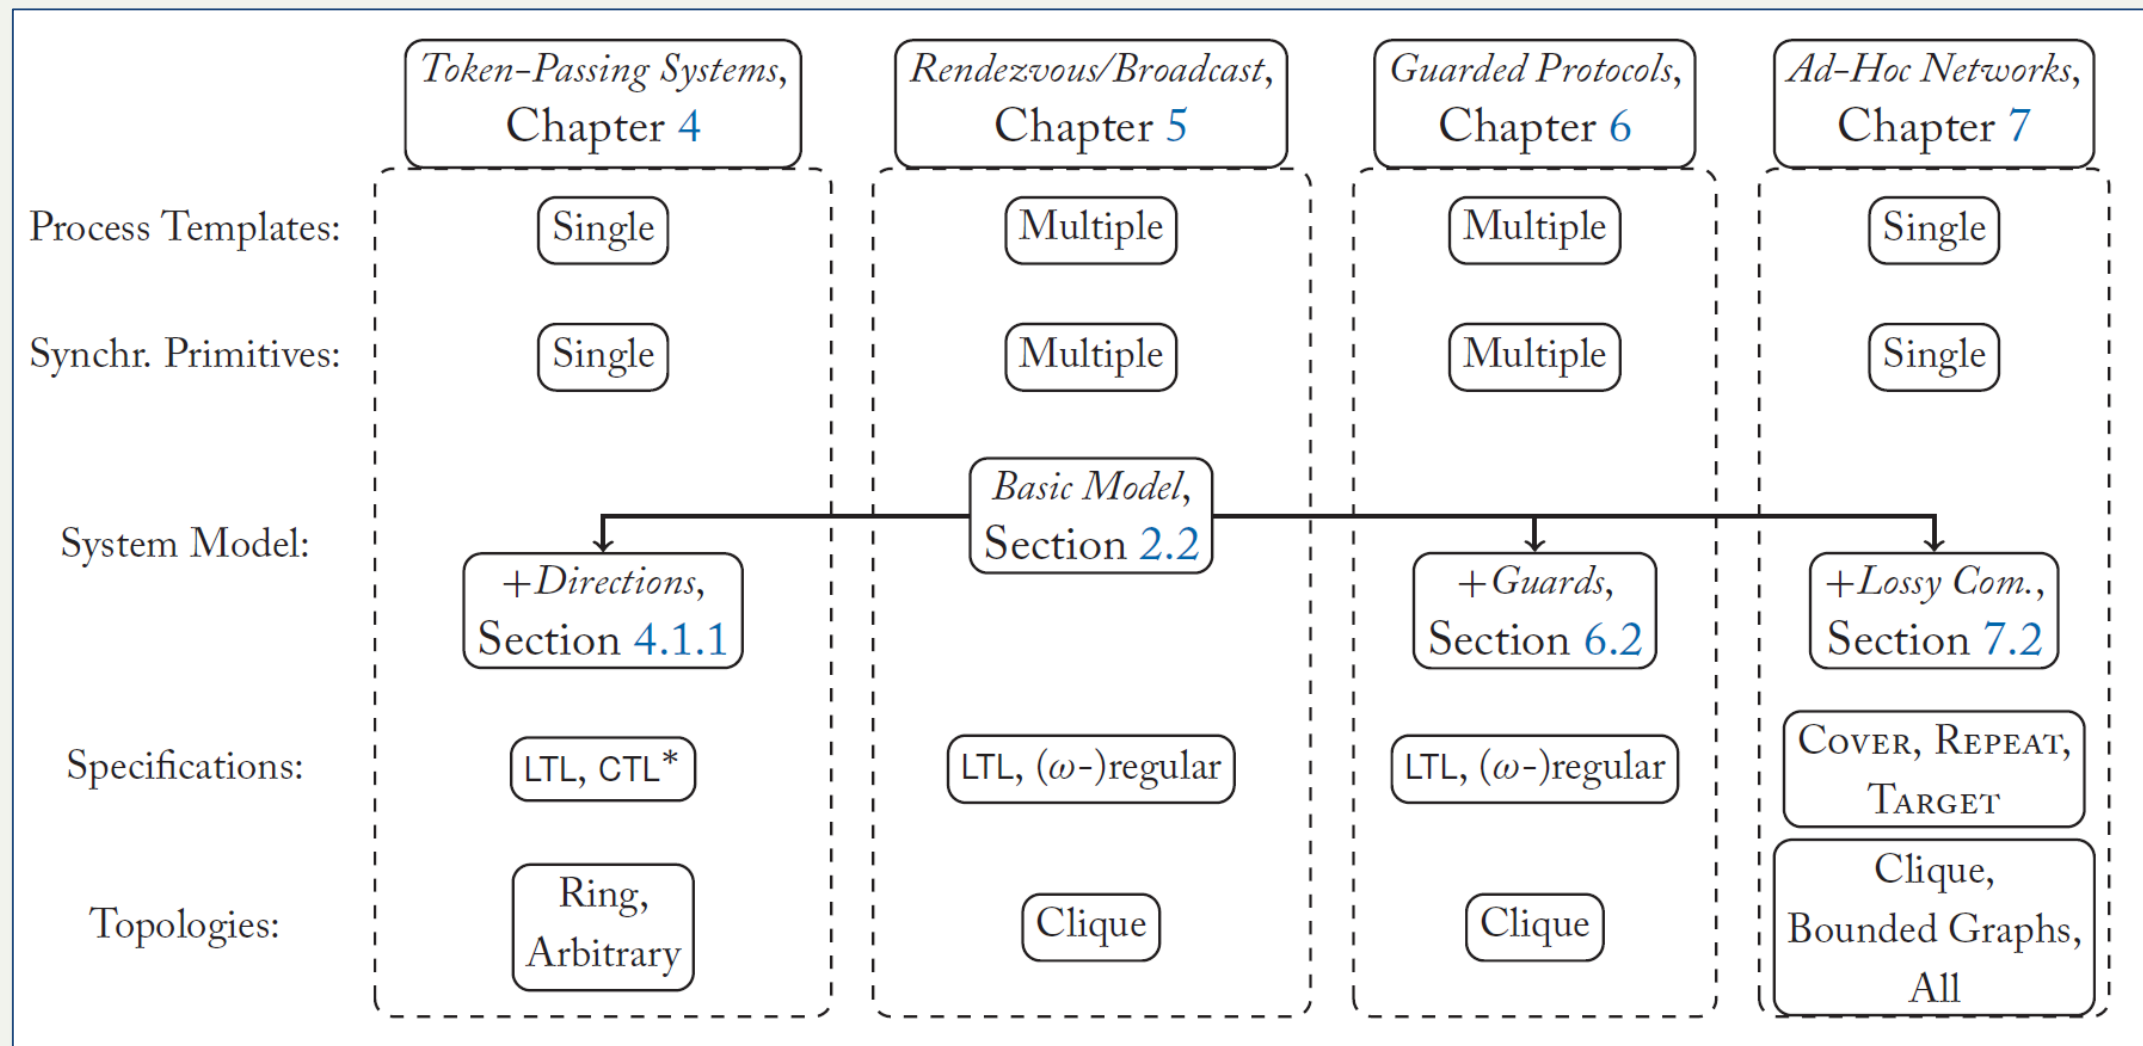 Token-Passing Systems,
Chapter 4
Rendezvous/Broadcast,
Chapter 5
Guarded Protocols,
Chapter 6
Ad-Hoc Networks,
Chapter 7
Process Templates:
Single
Multiple
Multiple
Single
Synchr. Primitives:
Single
Multiple
Multiple
Single
System Model:
Basic Model,
Section 2.2
+Directions,
Section 4.1.1
+Guards,
Section 6.2
+Lossy Com.,
Section 7.2
Specifications:
LTL, CTL*
LTL, (ω-)regular
LTL, (ω-)regular
COVER, REPEAT,
TARGET
Topologies:
Ring,
Arbitrary
Clique
Clique
Clique,
Bounded Graphs,
All